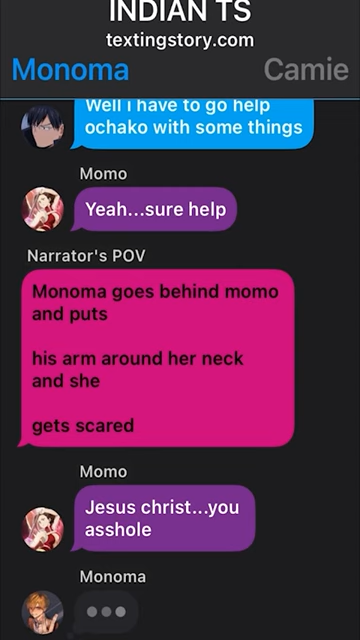 INDIAN TS
textingstory.com
Monoma Camie
Well i have to go help
ochako with some things
Momo
Yeah...sure help
Narrator's POV
Monoma goes behind momo
and puts
his arm around her neck
and she
gets scared
Momo
Jesus christ...you
asshole
Monoma